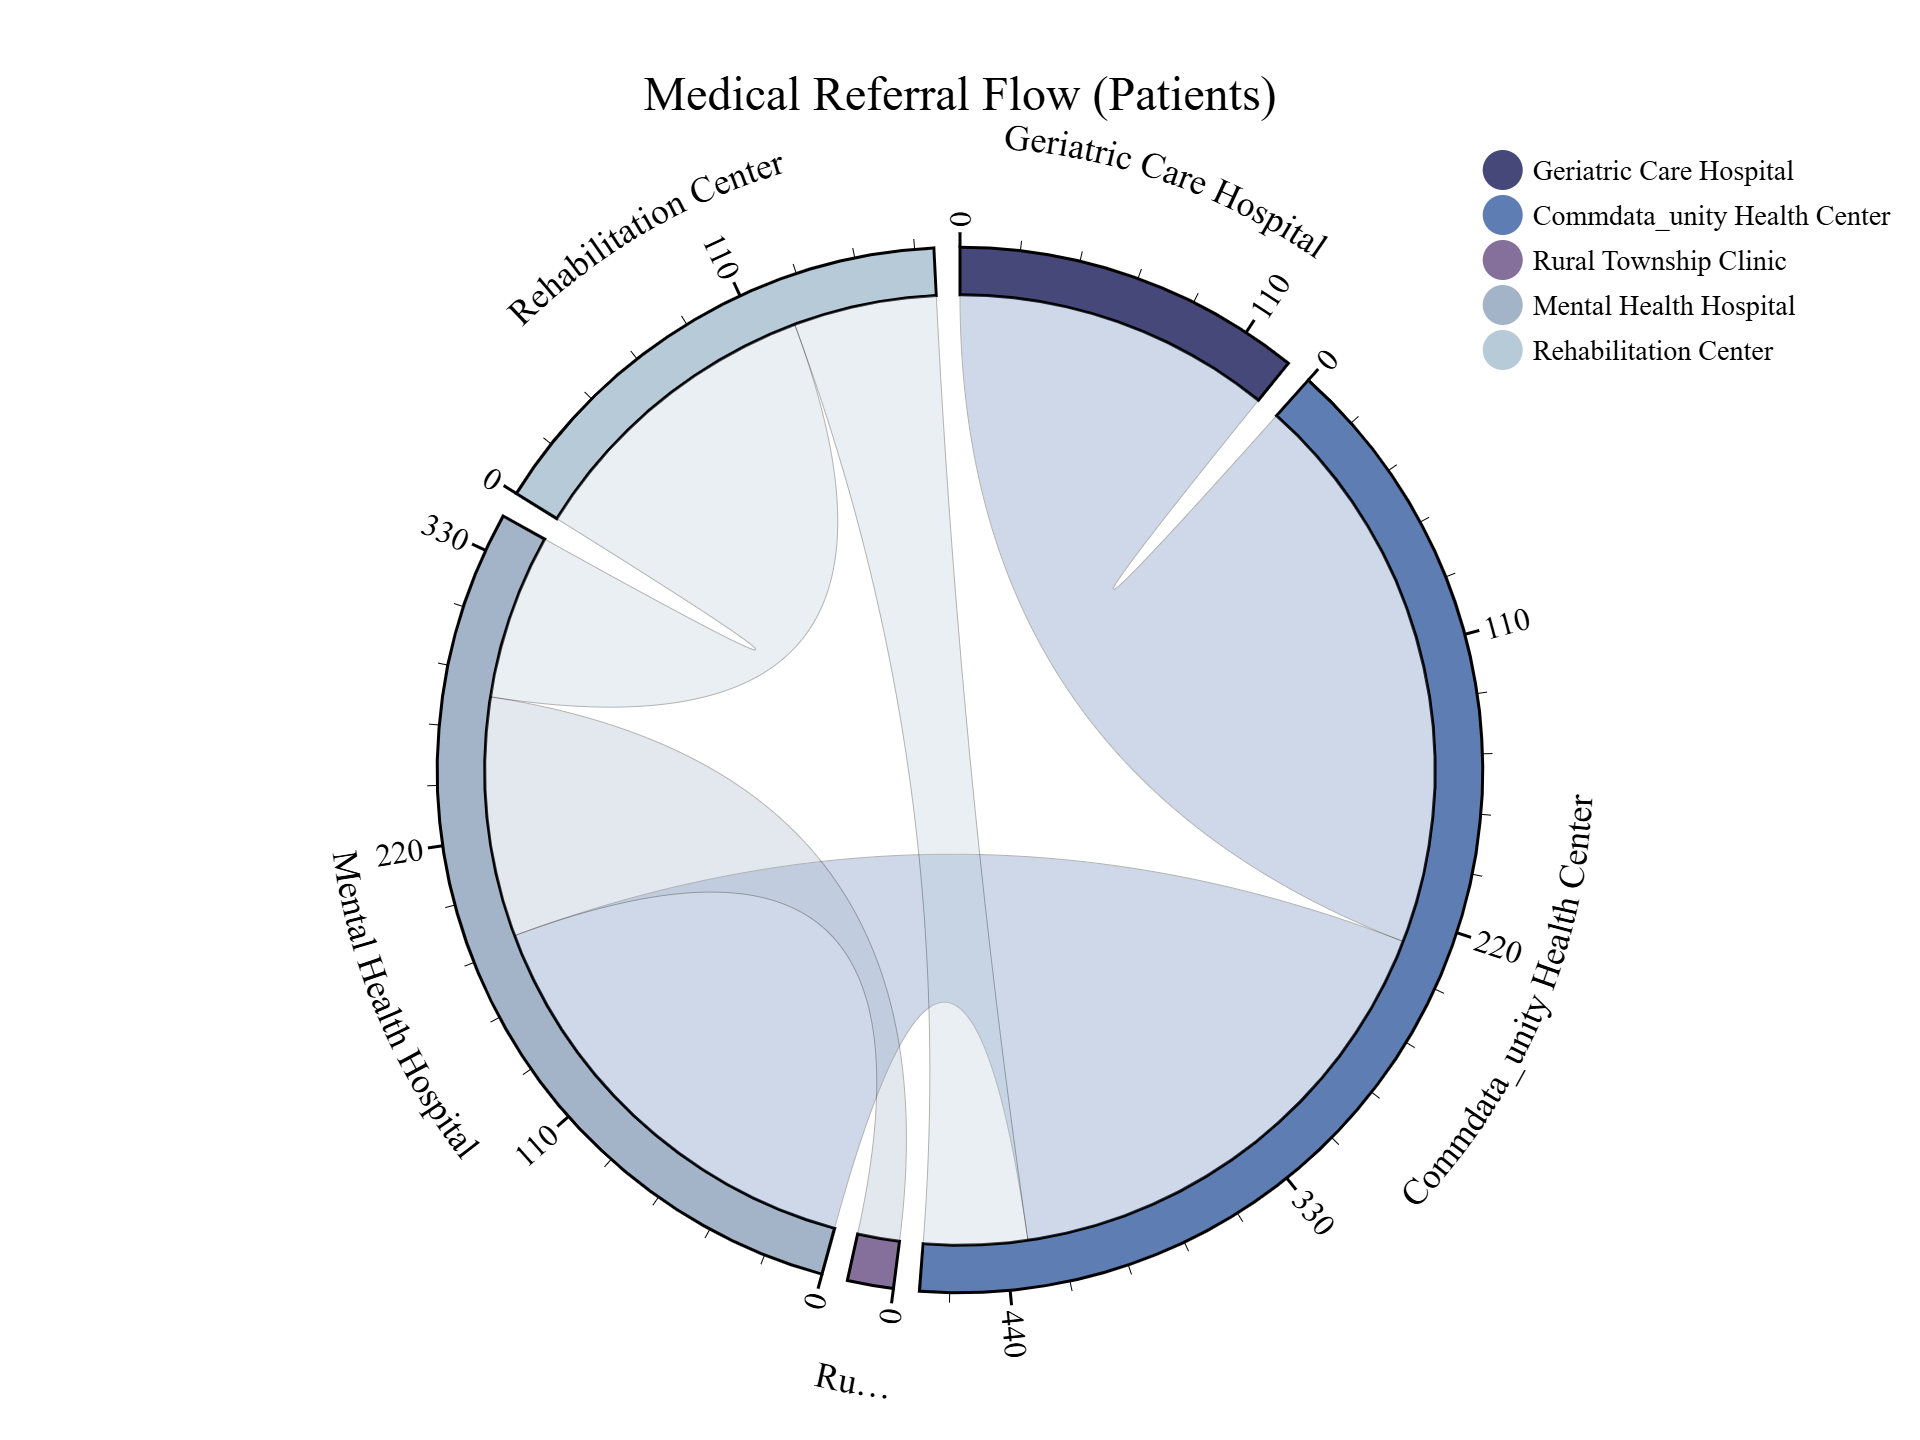 Medical Referral Flow (Patients)
Geriatric Care Hospital
Commdata_unity Health Center
Rural Township Clinic
Mental Health Hospital
Rehabilitation Center
Geriatric Care Hospital
0
110
Commdata_unity Health Center
0
110
220
330
440
Ru…
0
Mental Health Hospital
0
110
220
330
Rehabilitation Center
0
110